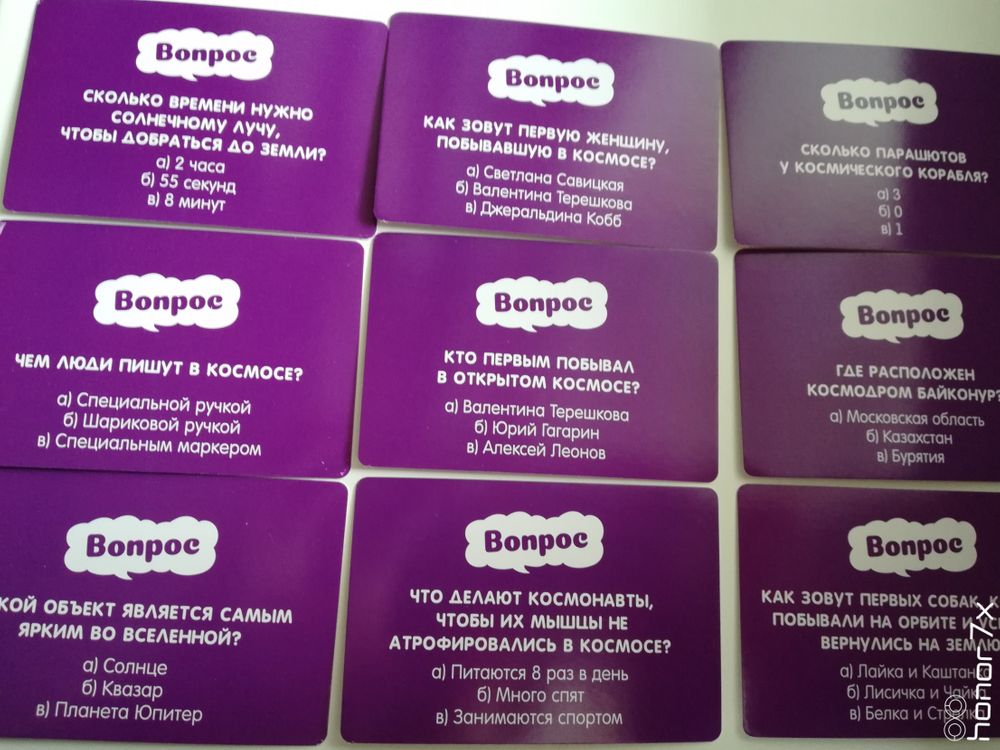 Вопрос
СКОЛЬКО ВРЕМЕНИ НУЖНО
СОЛНЕЧНОМУ ЛУЧУ,
ЧТОБЫ ДОБРАТЬСЯ ДО ЗЕМЛИ?
а) 2 часа
б) 55 секунд
в) 8 минут
Вопрос
КАК ЗОВУТ ПЕРВУЮ ЖЕНЩИНУ,
ПОБЫВАВШУЮ В КОСМОСЕ?
а) Светлана Савицкая
б) Валентина Терешкова
в) Джеральдина Кобб
Вопрос
СКОЛЬКО ПАРАШЮТОВ
У КОСМИЧЕСКОГО КОРАБЛЯ?
а) 3
б) 0
в) 1
Вопрос
ЧЕМ ЛЮДИ ПИШУТ В КОСМОСЕ?
а) Специальной ручкой
б) Шариковой ручкой
в) Специальным маркером
Вопрос
КТО ПЕРВЫМ ПОБЫВАЛ
В ОТКРЫТОМ КОСМОСЕ?
а) Валентина Терешкова
б) Юрий Гагарин
в) Алексей Леонов
Вопрос
ГДЕ РАСПОЛОЖЕН
КОСМОДРОМ БАЙКОНУР?
а) Московская область
б) Казахстан
в) Бурятия
Вопрос
КОЙ ОБЪЕКТ ЯВЛЯЕТСЯ САМЫМ
ЯРКИМ ВО ВСЕЛЕННОЙ?
а) Солнце
б) Квазар
в) Планета Юпитер
Вопрос
ЧТО ДЕЛАЮТ КОСМОНАВТЫ,
ЧТОБЫ ИХ МЫШЦЫ НЕ
АТРОФИРОВАЛИСЬ В КОСМОСЕ?
а) Питаются 8 раз в день
б) Много спят
в) Занимаются спортом
Вопрос
КАК ЗОВУТ ПЕРВЫХ СОБАК,
ПОБЫВАЛИ НА ОРБИТЕ И
ВЕРНУЛИСЬ НА ЗЕМЛЮ
а) Лайка и Каштанка
б) Лисичка и Чайка
в) Белка и Стрелка
honor 7x